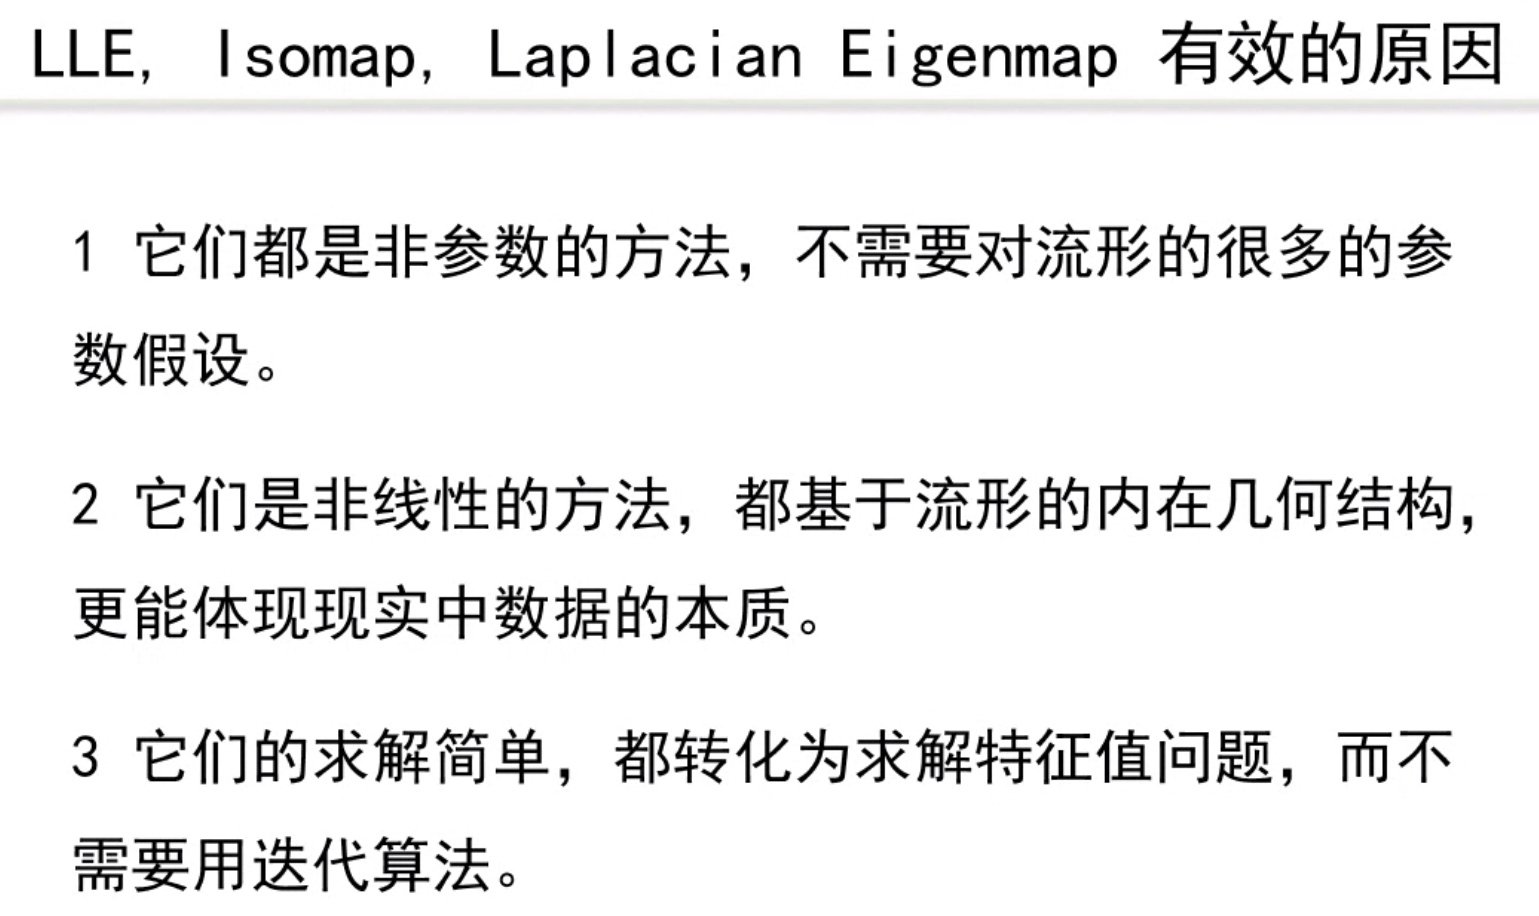 LLE, Isomap, Laplacian Eigenmap 有效的原因
1 它们都是非参数的方法，不需要对流形的很多的参
数假设。
2 它们是非线性的方法，都基于流形的内在几何结构，
更能体现现实中数据的本质。
3 它们的求解简单，都转化为求解特征值问题，而不
需要用迭代算法。